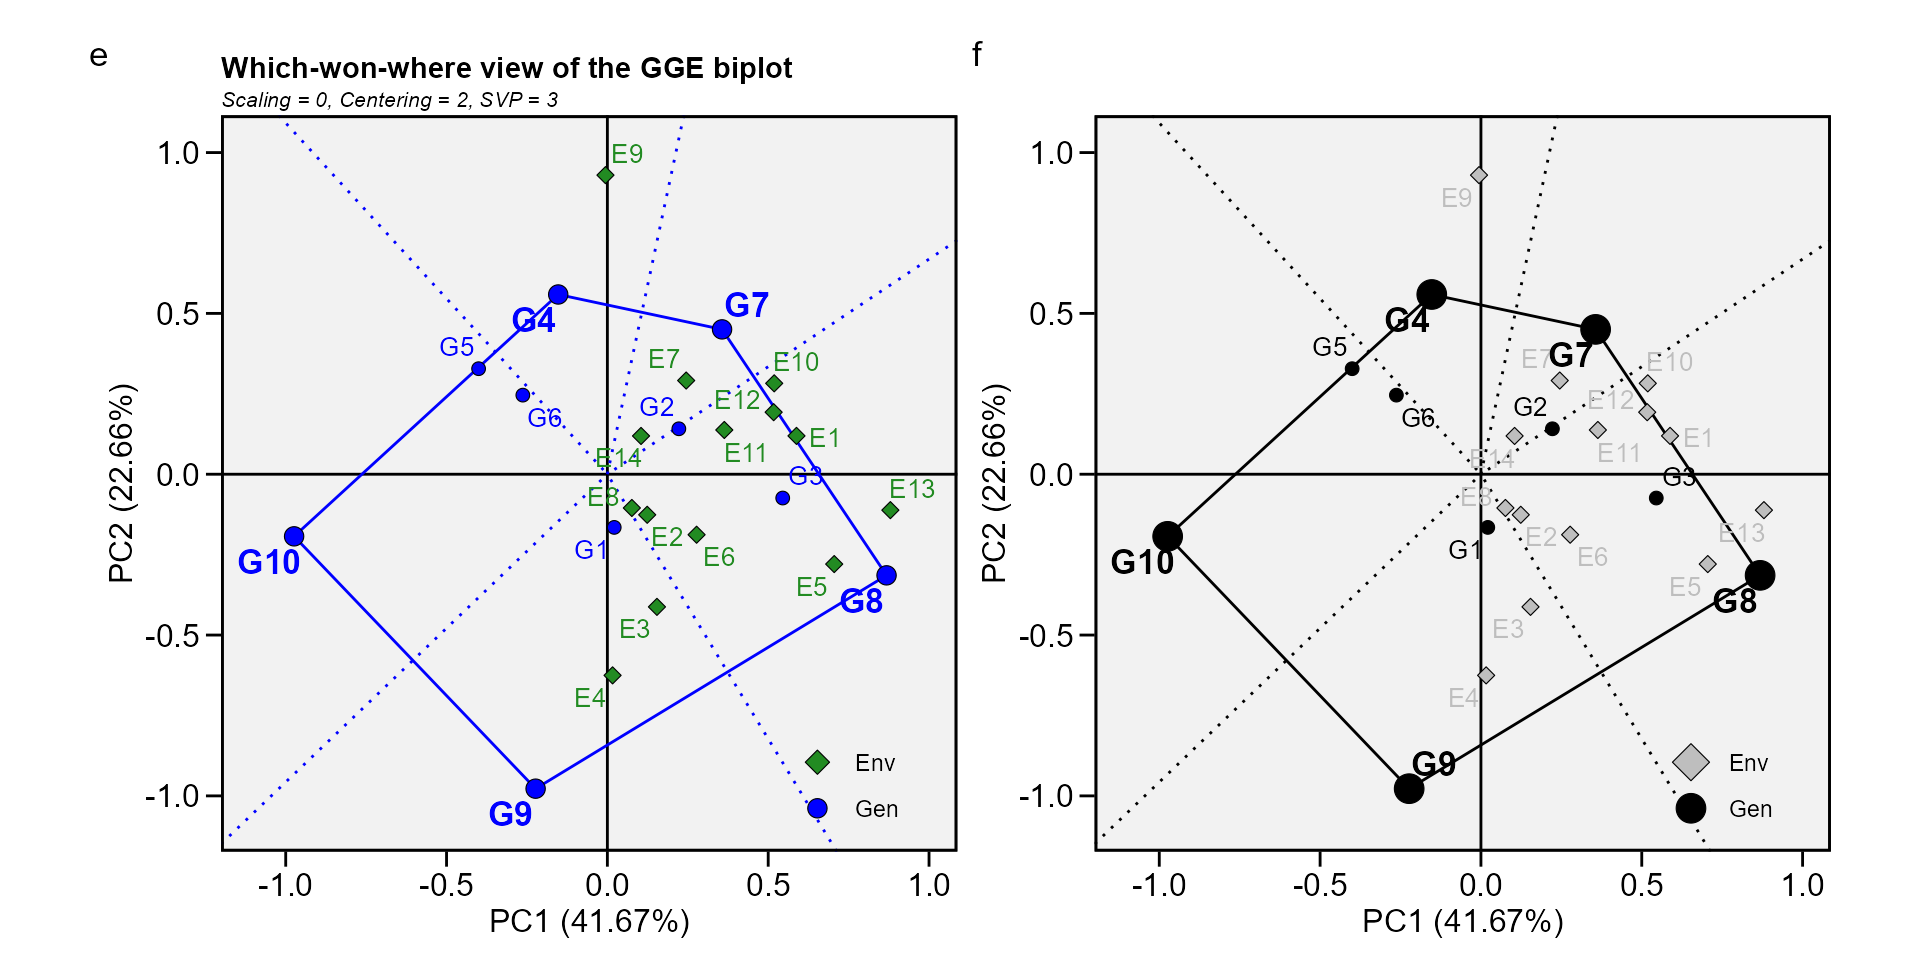 e
Which-won-where view of the GGE biplot
Scaling = 0, Centering = 2, SVP = 3
PC2 (22.66%)
1.0
0.5
0.0
-0.5
-1.0
E9
G4
G7
G5
E7
E10
G6
G2
E12
E14
E11
E1
G3
E8
E13
G1
E2
E6
G10
E5
G8
E3
E4
G9
Env
Gen
-1.0 -0.5 0.0 0.5 1.0
PC1 (41.67%)
f
PC2 (22.66%)
1.0
0.5
0.0
-0.5
-1.0
E9
G4
G7
G5
E7
E10
G6
G2
E12
E14
E11
E1
G3
E8
E13
G1
E2
E6
G10
E5
G8
E3
E4
G9
Env
Gen
-1.0 -0.5 0.0 0.5 1.0
PC1 (41.67%)